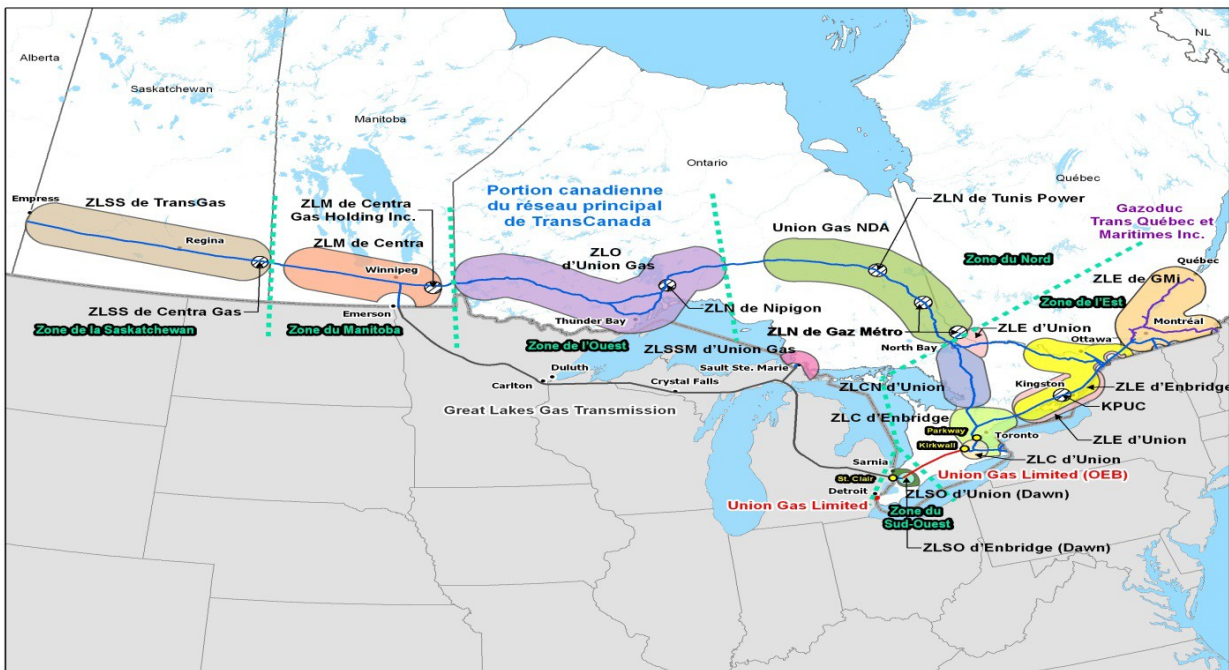 NL
Alberta
Saskatchewan
Manitoba
Ontario
Québec
Empress
ZLSS de TransGas
Regina
ZLSS de Centra Gas
Zone de la Saskatchewan
ZLM de Centra
Gas Holding Inc.
ZLM de Centra
Winnipeg
Emerson
Zone du Manitoba
Portion canadienne
du réseau principal
de TransCanada
ZLO
d'Union Gas
Thunder Bay
ZLN de Nipigon
Zone de l'Ouest
Union Gas NDA
ZLN de Tunis Power
Zone du Nord
Gazoduc
Trans Québec et
Maritimes Inc.
Québec
ZLE de GMi
Zone de l'Est
Montréal
ZLE d'Union
ZLN de Gaz Métro
North Bay
Ottawa
ZLSSM d'Union Gas
Sault Ste. Marie
Duluth
Carlton
Crystal Falls
Great Lakes Gas Transmission
ZLCN d'Union
Kingston
ZLE d'Enbridge
KPUC
ZLC d'Enbridge
Parkway
Toronto
Kirkwall
ZLE d'Union
ZLC d'Union
Sarnia
St. Clair
Union Gas Limited (OEB)
Detroit
ZLSO d'Union (Dawn)
Union Gas Limited
Zone du
Sud-Ouest
ZLSO d'Enbridge (Dawn)